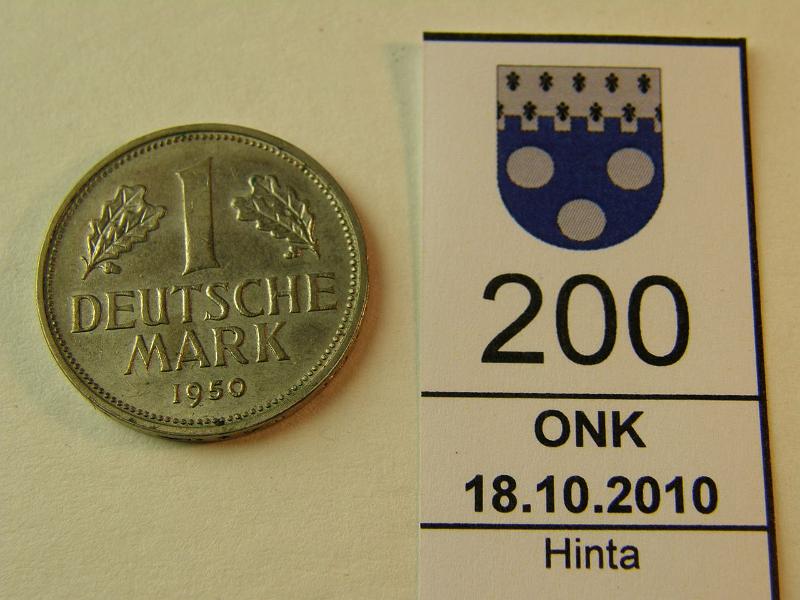 1
DEUTSCHE
MARK
1950
200
ONK
18.10.2010
Hinta